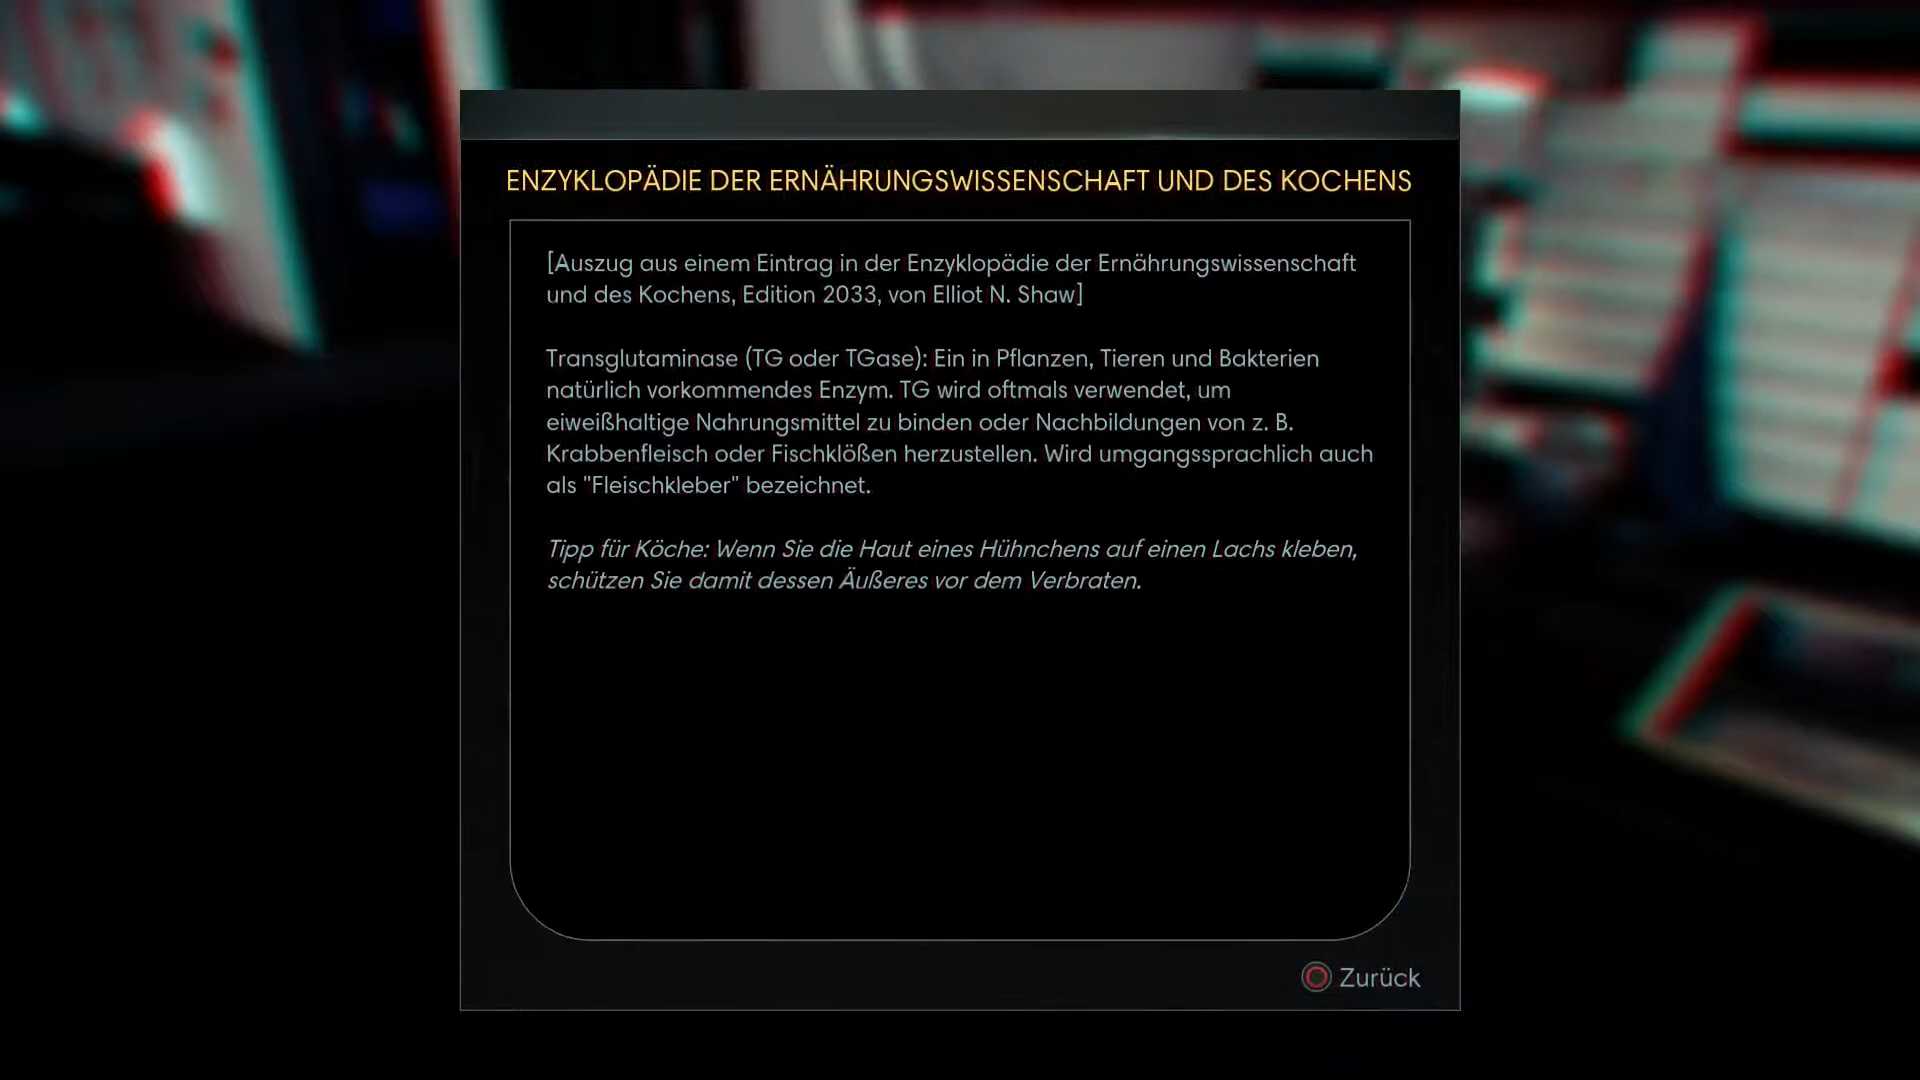 ENZYKLOPÄDIE DER ERNÄHRUNGSWISSENSCHAFT UND DES KOCHENS
[Auszug aus einem Eintrag in der Enzyklopädie der Ernährungswissenschaft
und des Kochens, Edition 2033, von Elliot N. Shaw]
Transglutaminase (TG oder TGase): Ein in Pflanzen, Tieren und Bakterien
natürlich vorkommendes Enzym. TG wird oftmals verwendet, um
eiweißhaltige Nahrungsmittel zu binden oder Nachbildungen von z. B.
Krabbenfleisch oder Fischklößen herzustellen. Wird umgangssprachlich auch
als "Fleischkleber" bezeichnet.
Tipp für Köche: Wenn Sie die Haut eines Hühnchens auf einen Lachs kleben,
schützen Sie damit dessen Äußeres vor dem Verbraten.
Zurück